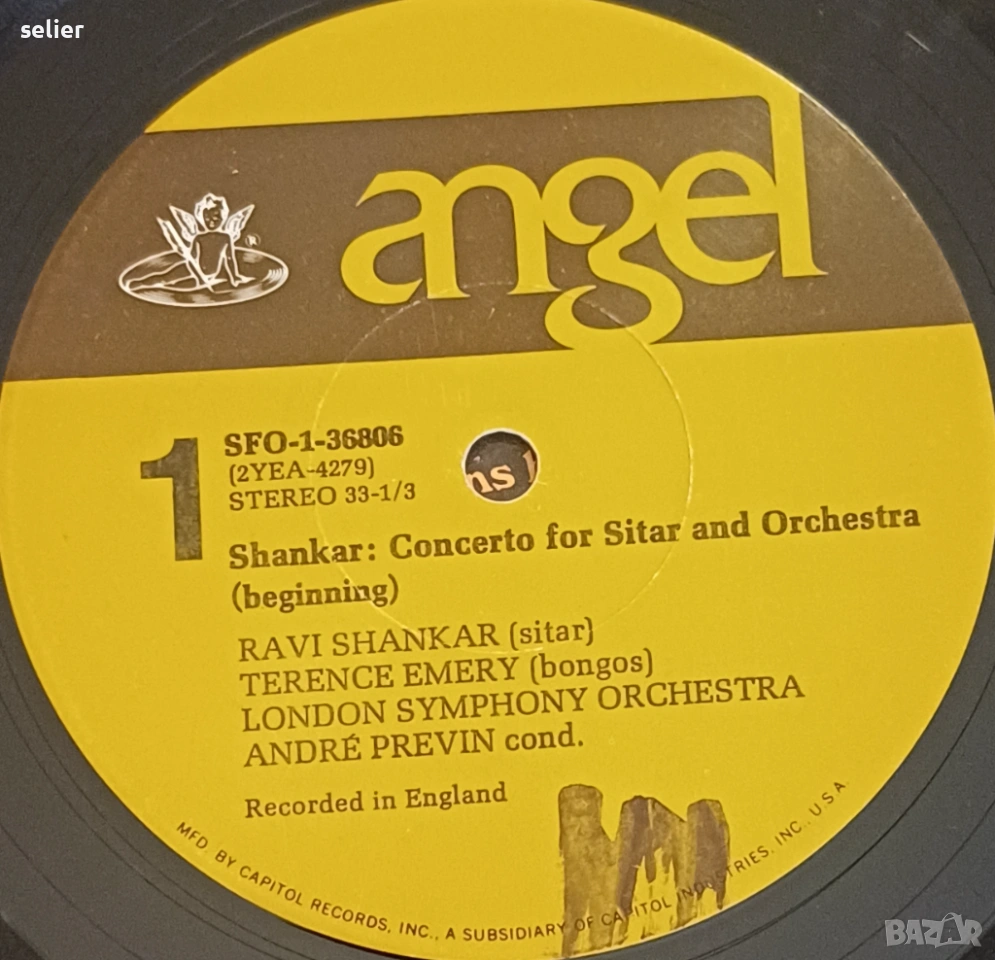 selier
angel
®
1
SFO-1-36806
(2YEA-4279)
STEREO 33-1/3
Shankar: Concerto for Sitar and Orchestra
(beginning)
RAVI SHANKAR (sitar)
TERENCE EMERY (bongos)
LONDON SYMPHONY ORCHESTRA
ANDRÉ PREVIN cond.
Recorded in England
MFD. BY CAPITOL RECORDS, INC., A SUBSIDIARY OF CAPITOL INDUSTRIES, INC., U.S.A.
BAZAR